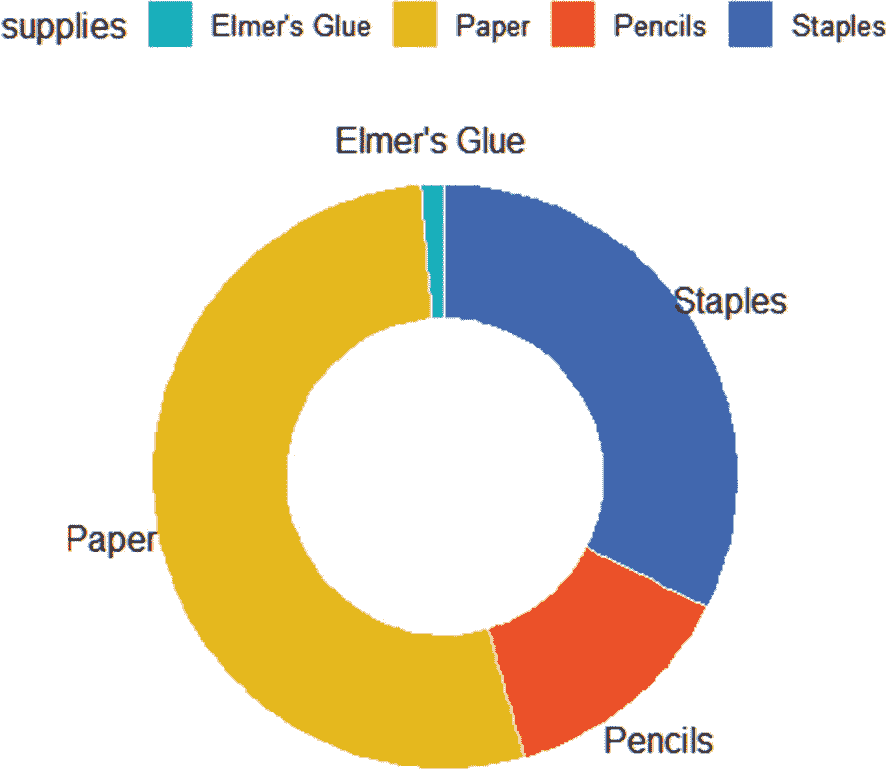 supplies Elmer's Glue Paper Pencils Staples
Elmer's Glue
Staples
Paper
Pencils